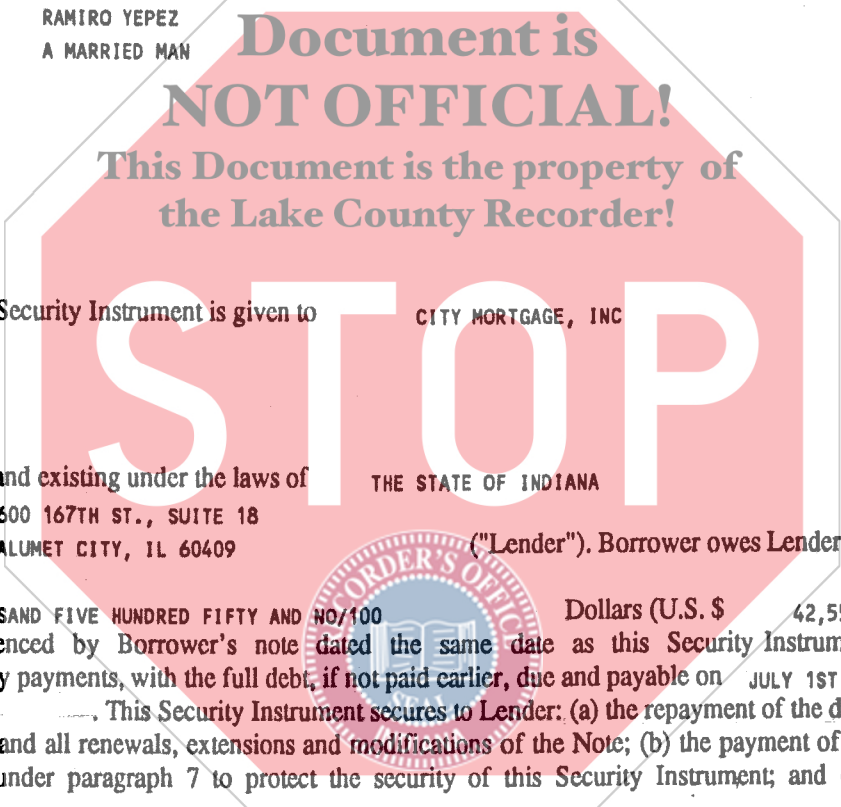 RAMIRO YEPEZ
A MARRIED MAN
Document is
NOT OFFICIAL!
This Document is the property of
the Lake County Recorder!
STOP
Security Instrument is given to CITY MORTGAGE, INC
and existing under the laws of THE STATE OF INDIANA
600 167TH ST., SUITE 18
ALUMET CITY, IL 60409 ("Lender"). Borrower owes Lender
RECORDER'S OFFICE
SEAL
SAND FIVE HUNDRED FIFTY AND NO/100 Dollars (U.S. $ 42,55
enced by Borrower's note dated the same date as this Security Instrum
y payments, with the full debt, if not paid earlier, due and payable on JULY 1ST
. This Security Instrument secures to Lender: (a) the repayment of the d
and all renewals, extensions and modifications of the Note; (b) the payment of
under paragraph 7 to protect the security of this Security Instrument; and